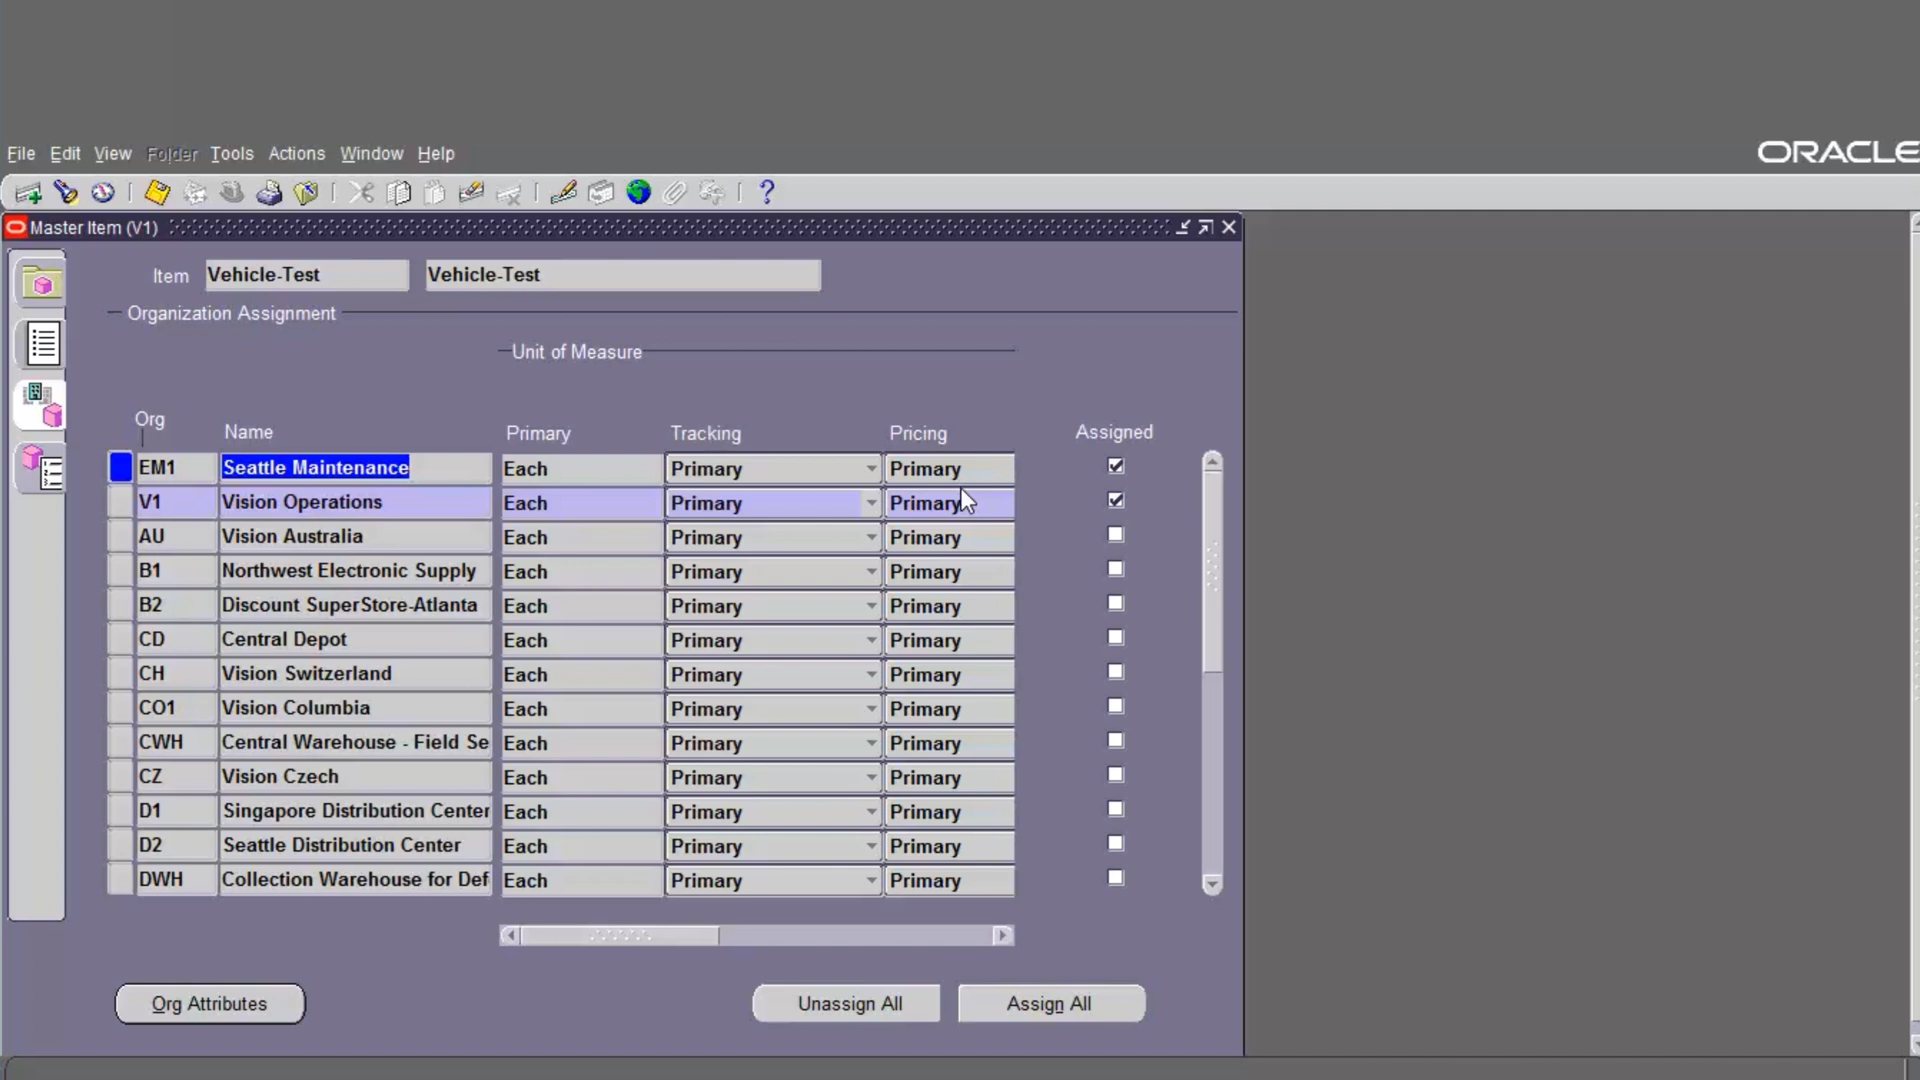 File Edit View Folder Tools Actions Window Help
ORACLE
?
Master Item (V1)
Item Vehicle-Test Vehicle-Test
Organization Assignment
Unit of Measure
Org Name Primary Tracking Pricing Assigned
EM1 Seattle Maintenance Each Primary Primary
V1 Vision Operations Each Primary Primary
AU Vision Australia Each Primary Primary
B1 Northwest Electronic Supply Each Primary Primary
B2 Discount SuperStore-Atlanta Each Primary Primary
CD Central Depot Each Primary Primary
CH Vision Switzerland Each Primary Primary
CO1 Vision Columbia Each Primary Primary
CWH Central Warehouse - Field Se Each Primary Primary
CZ Vision Czech Each Primary Primary
D1 Singapore Distribution Center Each Primary Primary
D2 Seattle Distribution Center Each Primary Primary
DWH Collection Warehouse for Def Each Primary Primary
Org Attributes Unassign All Assign All